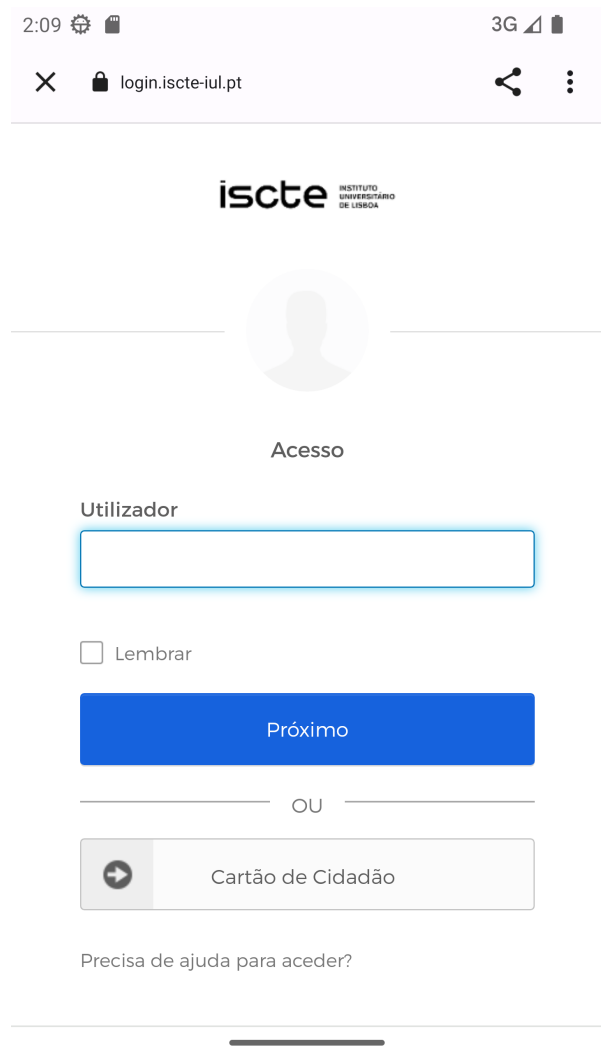 2:09
3G
login.iscte-iul.pt
iscte INSTITUTO UNIVERSITÁRIO DE LISBOA
Acesso
Utilizador
Lembrar
Próximo
OU
Cartão de Cidadão
Precisa de ajuda para aceder?